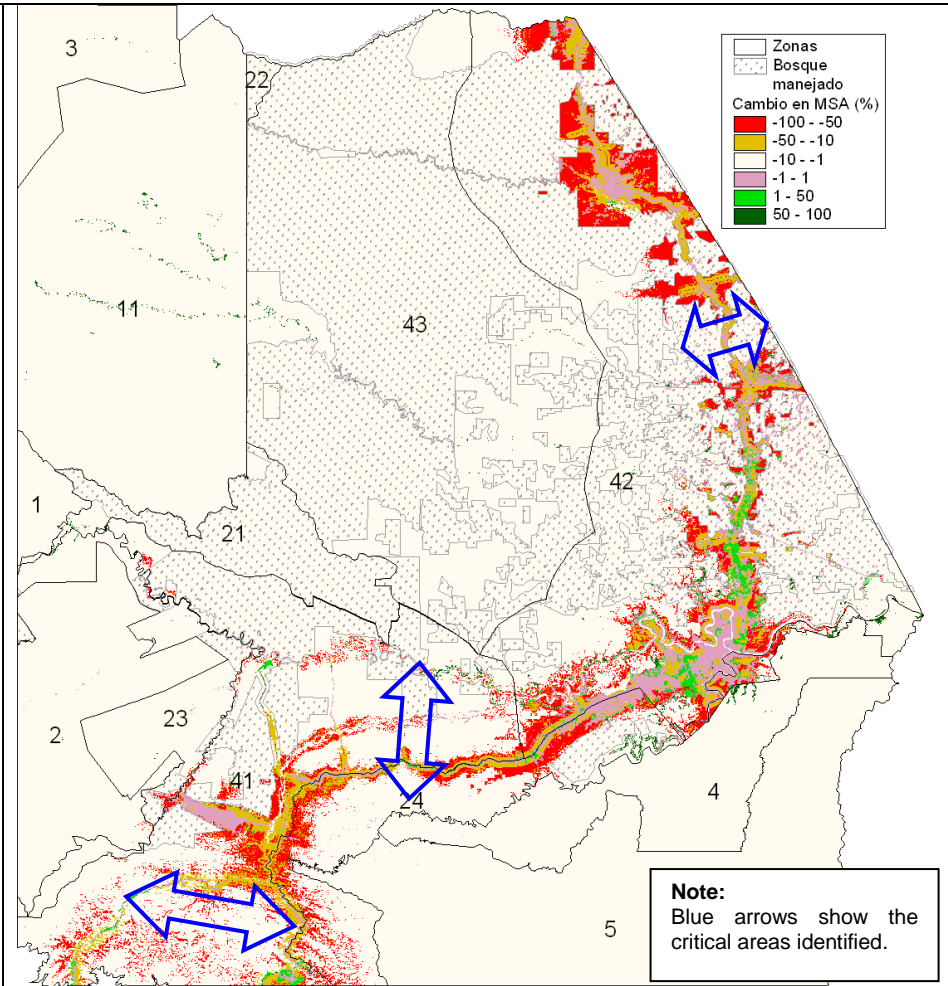 3
22
Zonas
Bosque
manejado
Cambio en MSA (%)
-100 - -50
-50 - -10
-10 - -1
-1 - 1
1 - 50
50 - 100
11
43
42
1
21
2
23
41
24
4
5
Note:
Blue arrows show the
critical areas identified.